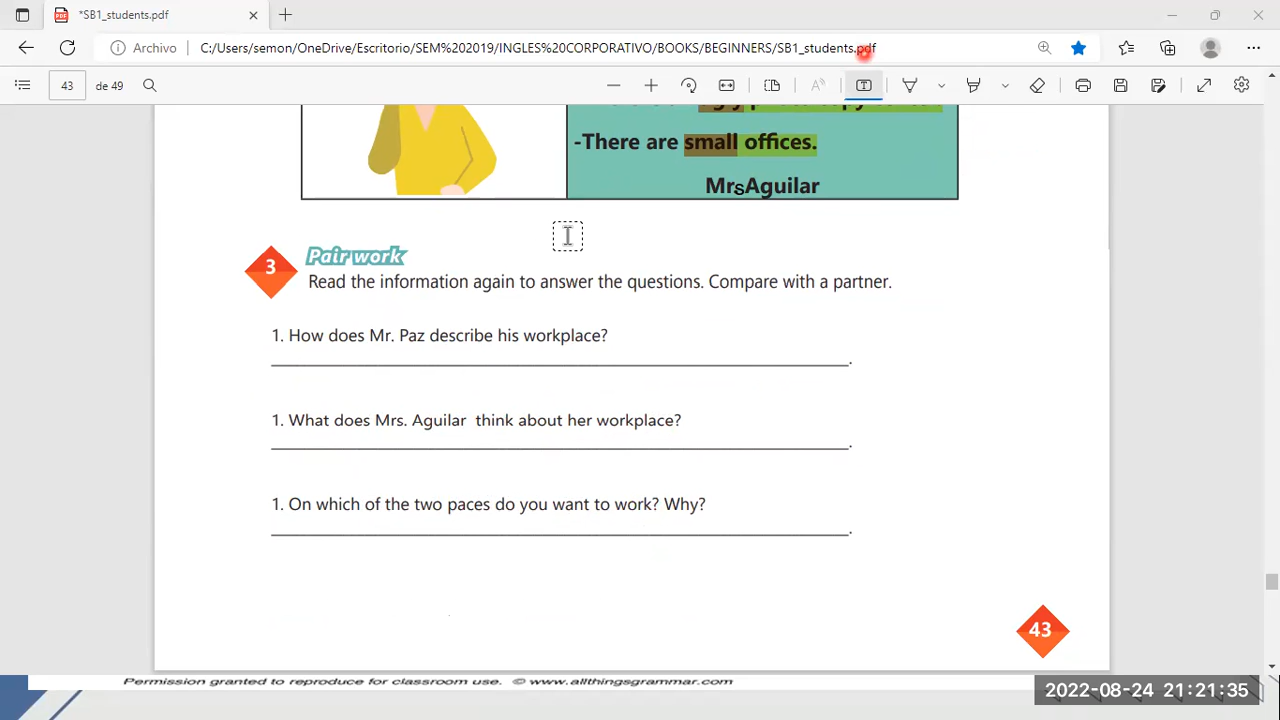 *SB1_students.pdf
Archivo C:/Users/semon/OneDrive/Escritorio/SEM%202019/INGLES%20CORPORATIVO/BOOKS/BEGINNERS/SB1_students.pdf
43 de 49
-There are small offices.
MrsAguilar
3 Pair work
Read the information again to answer the questions. Compare with a partner.
1. How does Mr. Paz describe his workplace?
1. What does Mrs. Aguilar think about her workplace?
1. On which of the two paces do you want to work? Why?
43
Permission granted to reproduce for classroom use. © www.allthingsgrammar.com
2022-08-24 21:21:35